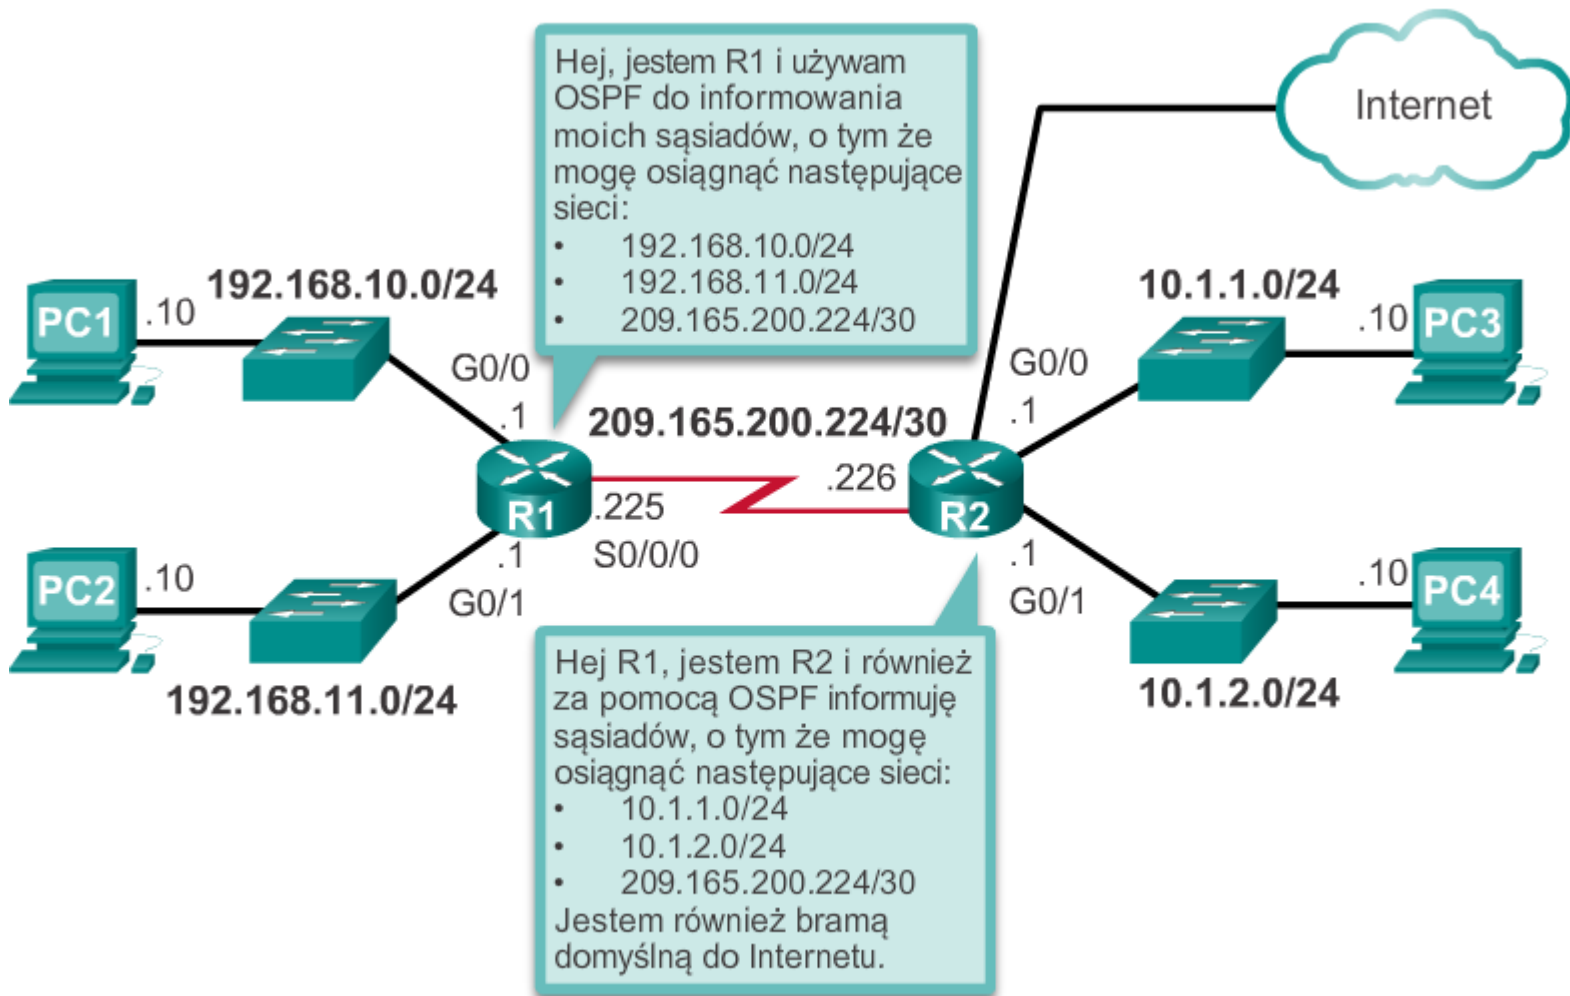 Hej, jestem R1 i używam
OSPF do informowania
moich sąsiadów, o tym że
mogę osiągnąć następujące
sieci:
• 192.168.10.0/24
• 192.168.11.0/24
• 209.165.200.224/30
Internet
192.168.10.0/24
10.1.1.0/24
PC1
.10
.10
PC3
G0/0
G0/0
.1
.1
209.165.200.224/30
R1
.225
.226
R2
S0/0/0
.1
.1
PC2
.10
.10
PC4
G0/1
G0/1
192.168.11.0/24
10.1.2.0/24
Hej R1, jestem R2 i również
za pomocą OSPF informuję
sąsiadów, o tym że mogę
osiągnąć następujące sieci:
• 10.1.1.0/24
• 10.1.2.0/24
• 209.165.200.224/30
Jestem również bramą
domyślną do Internetu.